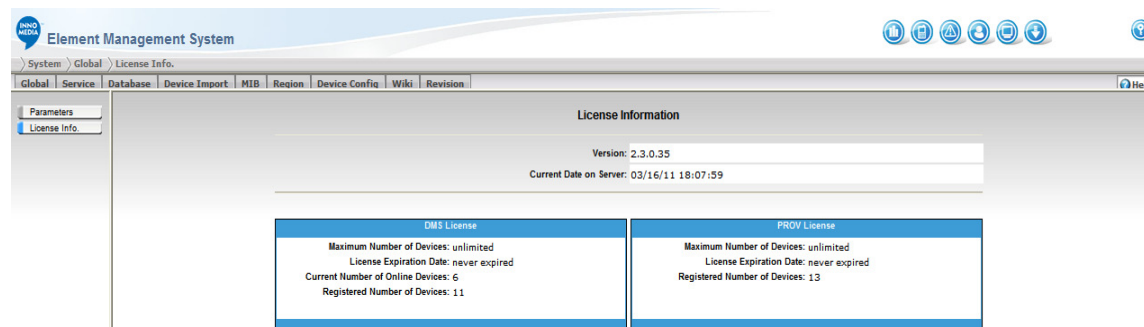 INNO
MEDIA
Element Management System
System Global License Info.
Global Service Database Device Import MIB Region Device Config Wiki Revision
Parameters
License Info.
License Information
Version: 2.3.0.35
Current Date on Server: 03/16/11 18:07:59
DMS License
Maximum Number of Devices: unlimited
License Expiration Date: never expired
Current Number of Online Devices: 6
Registered Number of Devices: 11
PROV License
Maximum Number of Devices: unlimited
License Expiration Date: never expired
Registered Number of Devices: 13